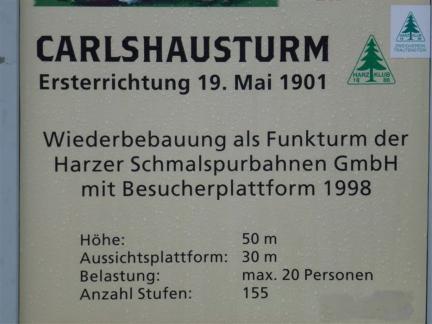 CARLSHAUSTURM
Ersterrichtung 19. Mai 1901
HARZ KLUB
Wiederbebauung als Funkturm der
Harzer Schmalspurbahnen GmbH
mit Besucherplattform 1998
Höhe: 50 m
Aussichtsplattform: 30 m
Belastung: max. 20 Personen
Anzahl Stufen: 155